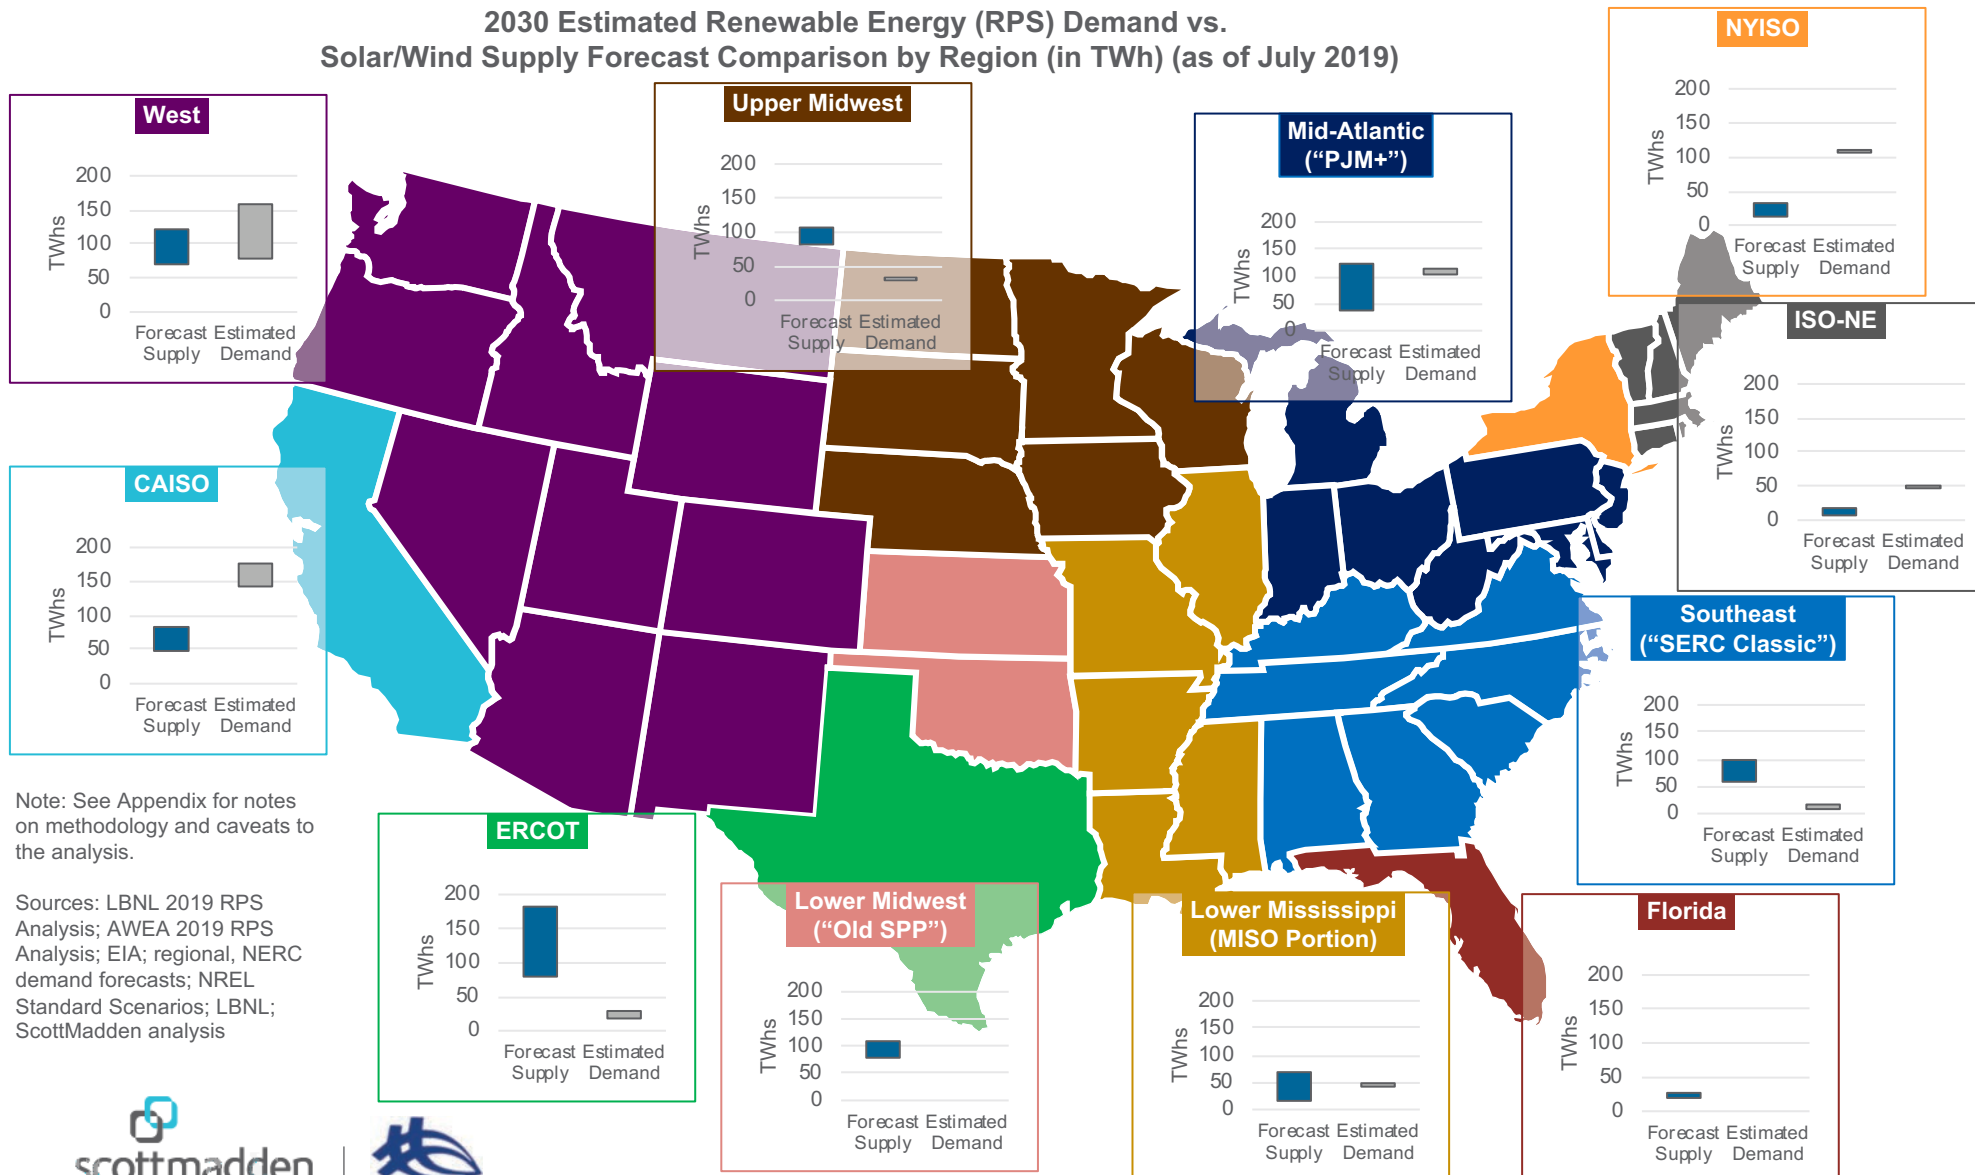 2030 Estimated Renewable Energy (RPS) Demand vs.
Solar/Wind Supply Forecast Comparison by Region (in TWh) (as of July 2019)
West
TWhs
200
150
100
50
0
Forecast Estimated
Supply Demand
Upper Midwest
TWhs
200
150
100
50
0
Forecast Estimated
Supply Demand
Mid-Atlantic
(“PJM+”)
TWhs
200
150
100
50
0
Forecast Estimated
Supply Demand
NYISO
TWhs
200
150
100
50
0
Forecast Estimated
Supply Demand
ISO-NE
TWhs
200
150
100
50
0
Forecast Estimated
Supply Demand
CAISO
TWhs
200
150
100
50
0
Forecast Estimated
Supply Demand
Southeast
(“SERC Classic”)
TWhs
200
150
100
50
0
Forecast Estimated
Supply Demand
Note: See Appendix for notes
on methodology and caveats to
the analysis.
Sources: LBNL 2019 RPS
Analysis; AWEA 2019 RPS
Analysis; EIA; regional, NERC
demand forecasts; NREL
Standard Scenarios; LBNL;
ScottMadden analysis
ERCOT
TWhs
200
150
100
50
0
Forecast Estimated
Supply Demand
Lower Midwest
(“Old SPP”)
TWhs
200
150
100
50
0
Forecast Estimated
Supply Demand
Lower Mississippi
(MISO Portion)
TWhs
200
150
100
50
0
Forecast Estimated
Supply Demand
Florida
TWhs
200
150
100
50
0
Forecast Estimated
Supply Demand
scottmadden